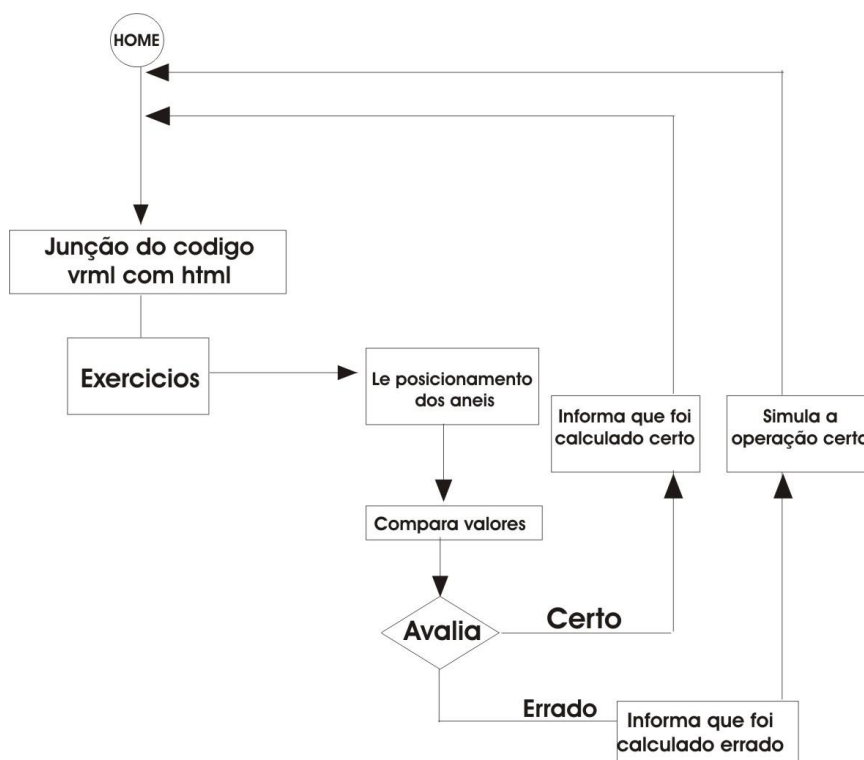 HOME
Junção do codigo
vrml com html
Exercicios
Le posicionamento
dos aneis
Informa que foi
calculado certo
Simula a
operação certo
Compara valores
Avalia
Certo
Errado
Informa que foi
calculado errado